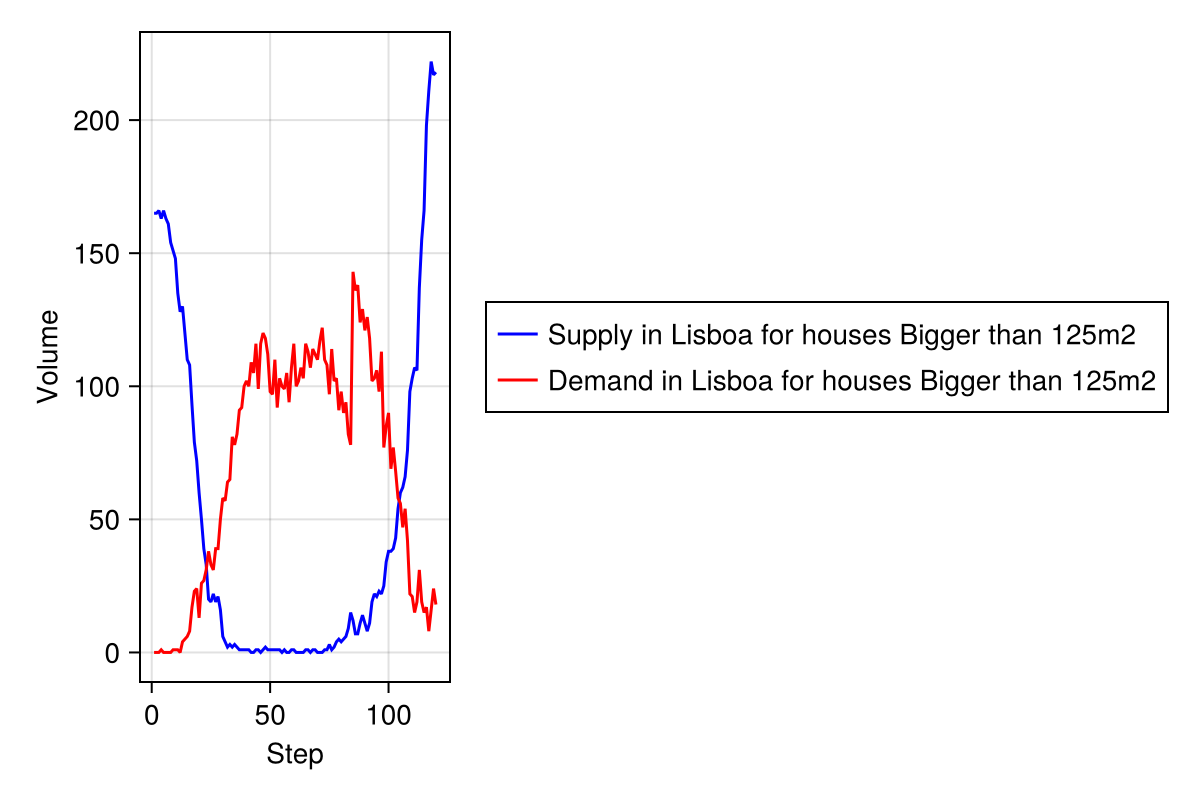 200
150
100
50
0
Volume
0 50 100
Step
Supply in Lisboa for houses Bigger than 125m2
Demand in Lisboa for houses Bigger than 125m2